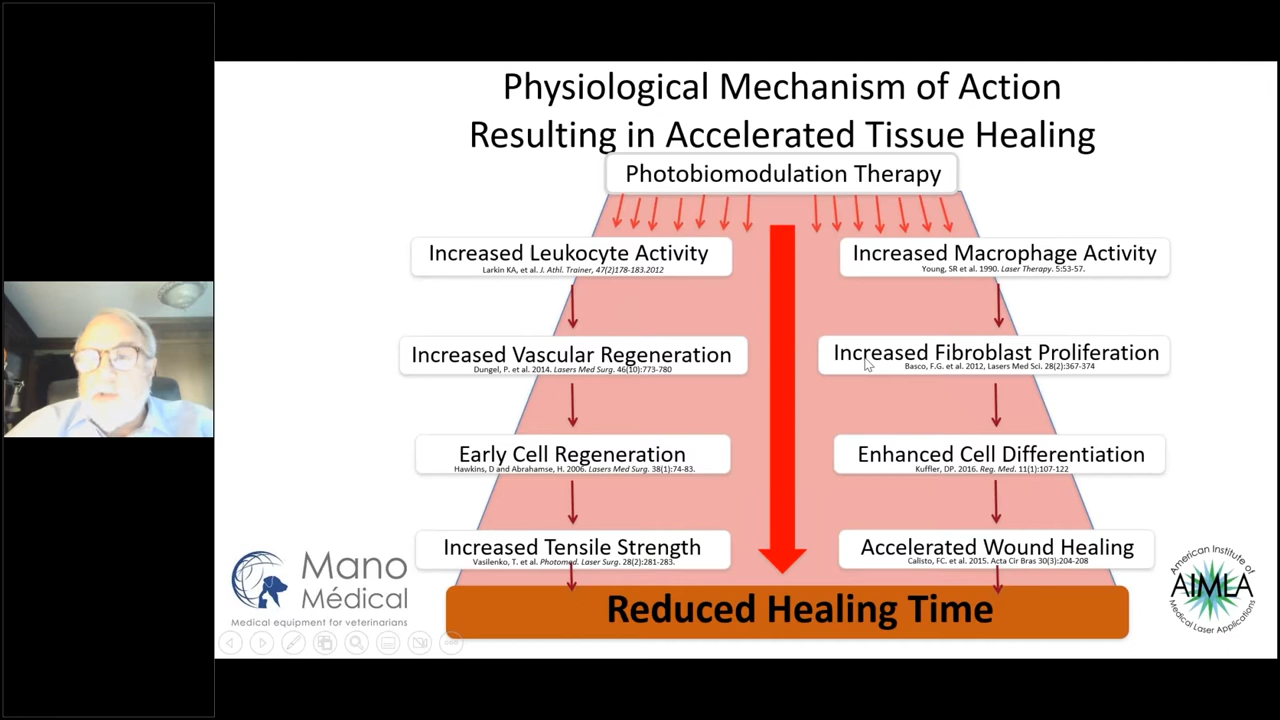 Physiological Mechanism of Action
Resulting in Accelerated Tissue Healing
Photobiomodulation Therapy
Increased Leukocyte Activity
Larkin KA, et al. J. Athl. Trainer, 47(2)178-183.2012
Increased Vascular Regeneration
Dungel, P. et al. 2014. Lasers Med Surg. 46(10):773-780
Early Cell Regeneration
Hawkins, D and Abrahamse, H. 2006. Lasers Med Surg. 38(1):74-83.
Increased Tensile Strength
Vasilenko, T. et al. Photomed. Laser Surg. 28(2):281-283.
Increased Macrophage Activity
Young, SR et al. 1990. Laser Therapy. 5:53-57.
Increased Fibroblast Proliferation
Basco, F.G. et al. 2012, Lasers Med Sci. 28(2):367-374
Enhanced Cell Differentiation
Kuffler, DP. 2016. Reg. Med. 11(1):107-122
Accelerated Wound Healing
Calisto, FC. et al. 2015. Acta Cir Bras 30(3):204-208
Reduced Healing Time
Mano
Médical
Medical equipment for veterinarians
American Institute of
AIMLA
Medical Laser Applications